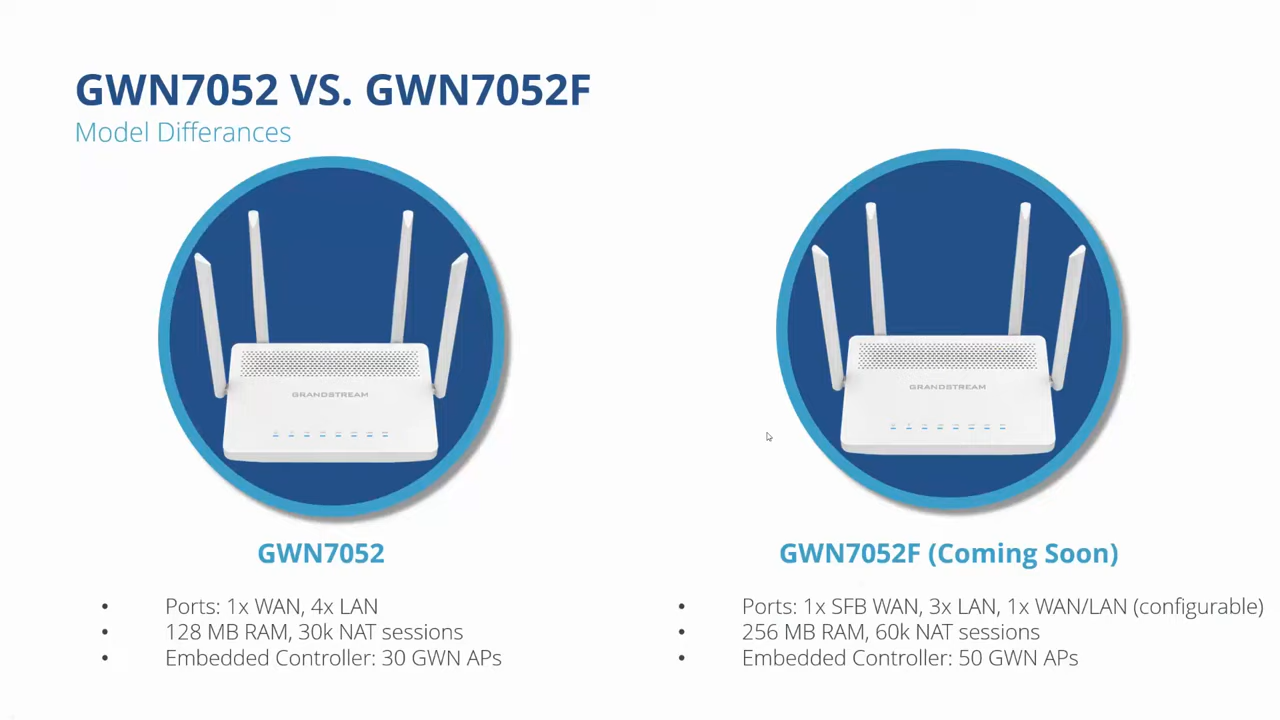 GWN7052 VS. GWN7052F
Model Differances
GRANDSTREAM
GRANDSTREAM
GWN7052
• Ports: 1x WAN, 4x LAN
• 128 MB RAM, 30k NAT sessions
• Embedded Controller: 30 GWN APs
GWN7052F (Coming Soon)
• Ports: 1x SFB WAN, 3x LAN, 1x WAN/LAN (configurable)
• 256 MB RAM, 60k NAT sessions
• Embedded Controller: 50 GWN APs